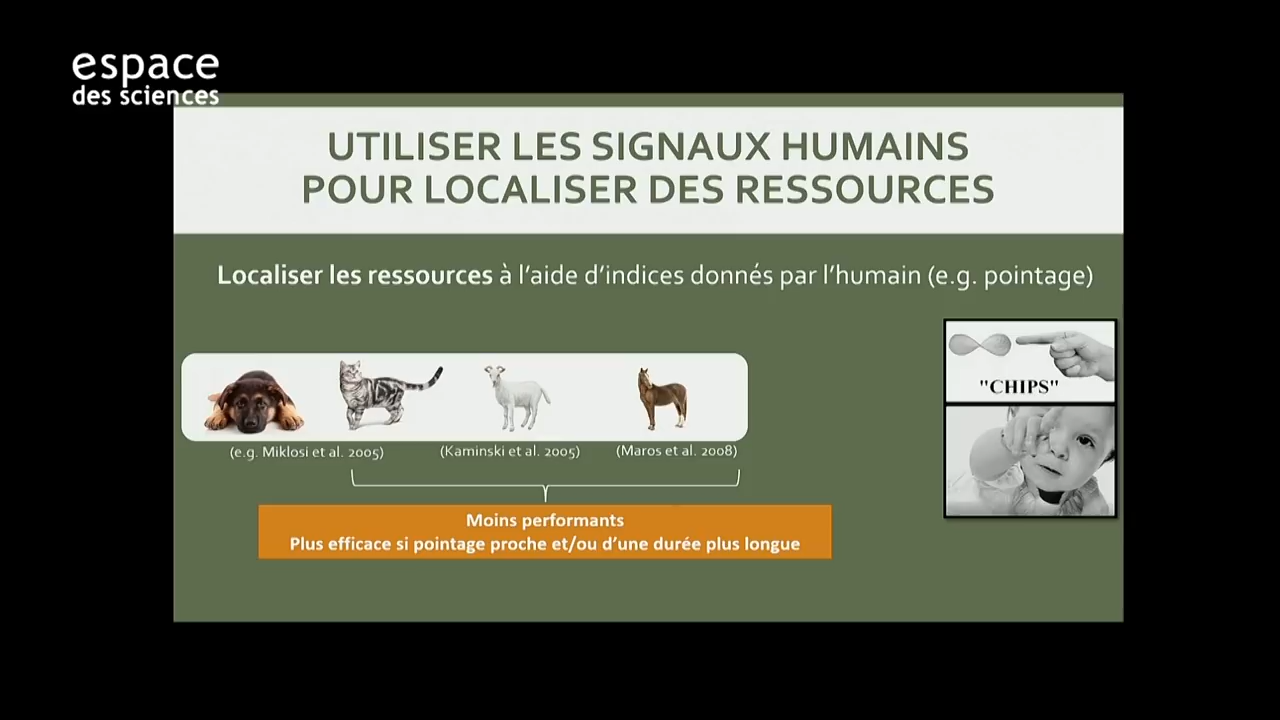 espace
des sciences
UTILISER LES SIGNAUX HUMAINS
POUR LOCALISER DES RESSOURCES
Localiser les ressources à l'aide d'indices donnés par l'humain (e.g. pointage)
"CHIPS"
(e.g. Miklosi et al. 2005)
(Kaminski et al. 2005)
(Maros et al. 2008)
Moins performants
Plus efficace si pointage proche et/ou d'une durée plus longue